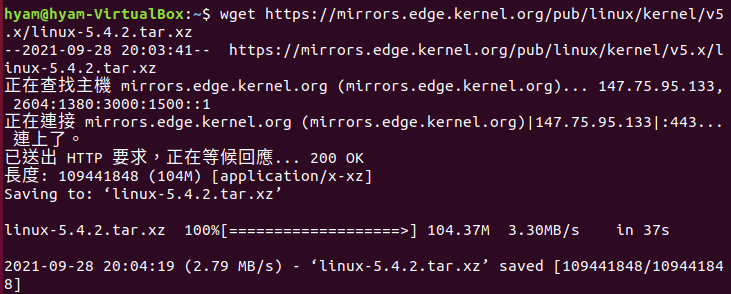 hyam@hyam-VirtualBox:~$ wget https://mirrors.edge.kernel.org/pub/linux/kernel/v5
.x/linux-5.4.2.tar.xz
--2021-09-28 20:03:41--  https://mirrors.edge.kernel.org/pub/linux/kernel/v5.x/l
inux-5.4.2.tar.xz
正在查找主機 mirrors.edge.kernel.org (mirrors.edge.kernel.org)... 147.75.95.133,
 2604:1380:3000:1500::1
正在連接 mirrors.edge.kernel.org (mirrors.edge.kernel.org)|147.75.95.133|:443...
 連上了。
已送出 HTTP 要求，正在等候回應... 200 OK
長度: 109441848 (104M) [application/x-xz]
Saving to: ‘linux-5.4.2.tar.xz’
linux-5.4.2.tar.xz  100%[===================>] 104.37M  3.30MB/s    in 37s
2021-09-28 20:04:19 (2.79 MB/s) - ‘linux-5.4.2.tar.xz’ saved [109441848/10944184
8]